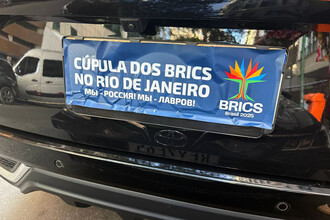 CÚPULA DOS BRICS
NO RIO DE JANEIRO
МЫ - РОССИЯ! МЫ - ЛАВРОВ!
BRICS
Brasil 2025